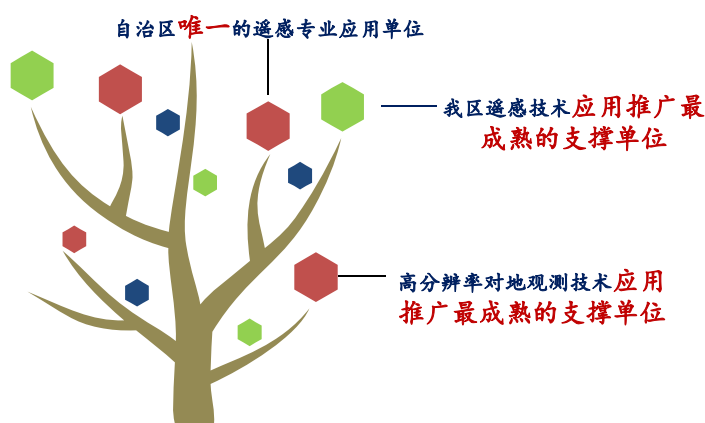 自治区唯一的遥感专业应用单位
我区遥感技术应用推广最
成熟的支撑单位
高分辨率对地观测技术应用
推广最成熟的支撑单位